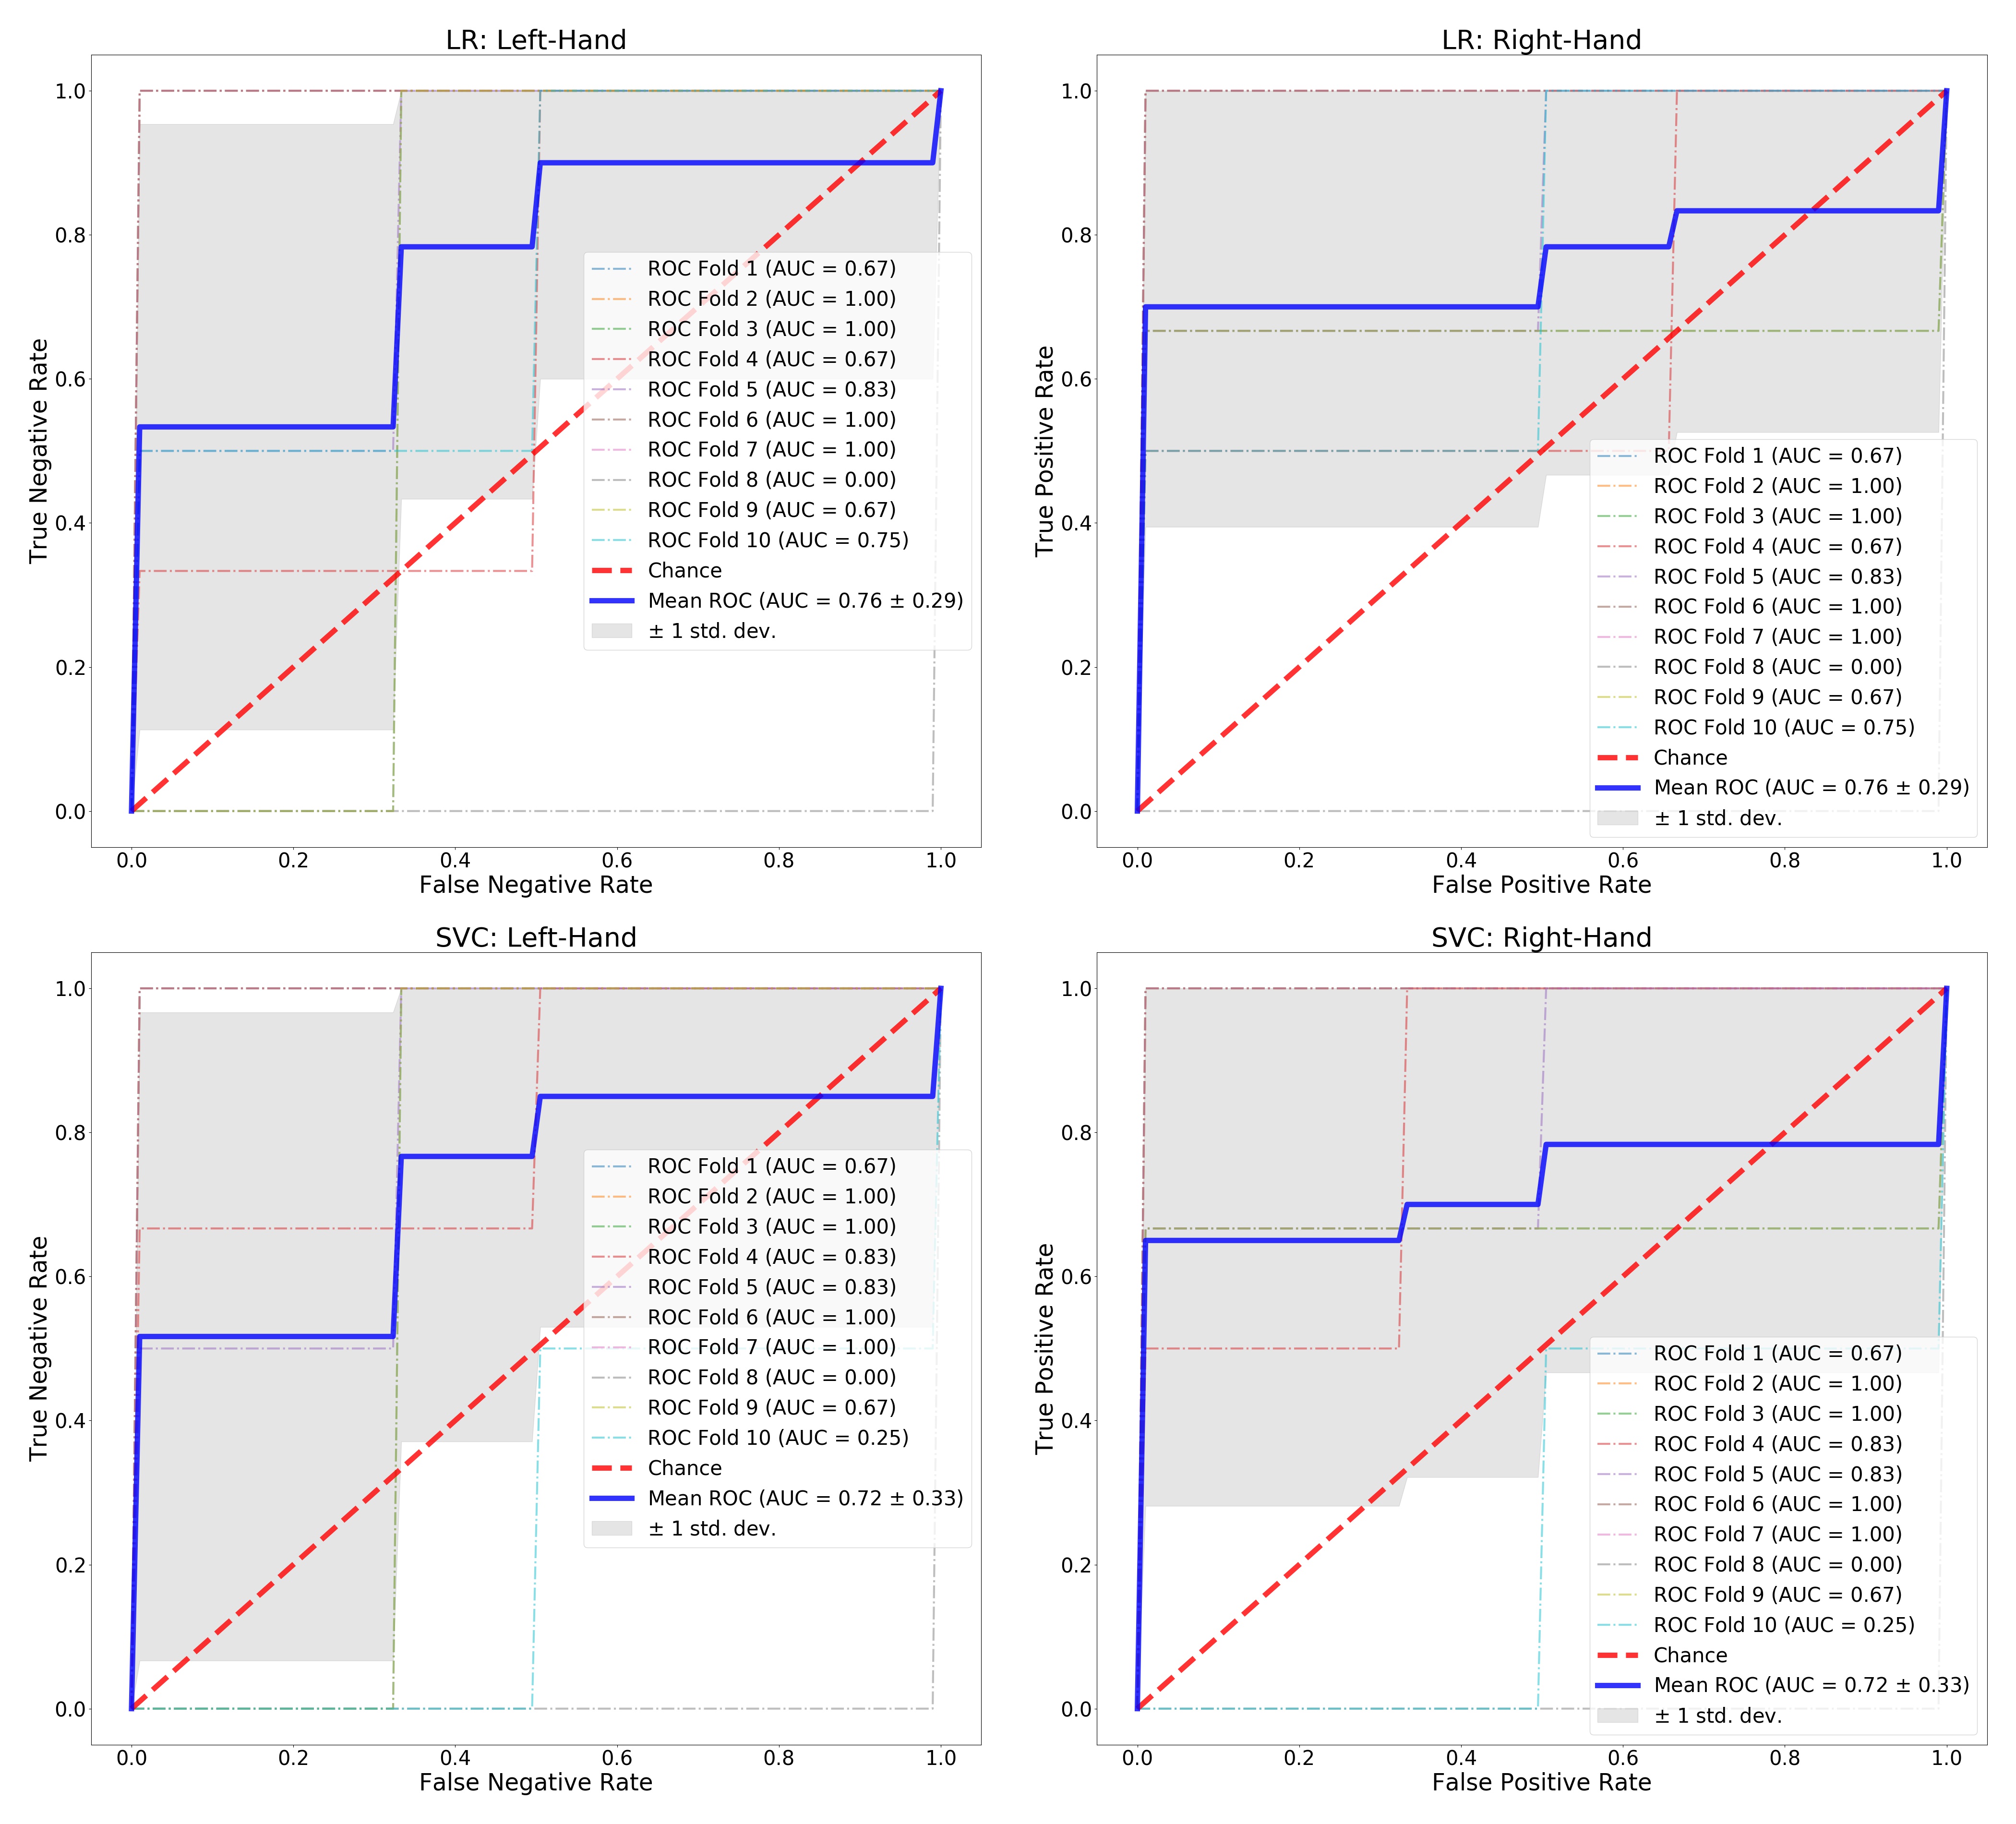 LR: Left-Hand
True Negative Rate
1.0
0.8
0.6
0.4
0.2
0.0
ROC Fold 1 (AUC = 0.67)
ROC Fold 2 (AUC = 1.00)
ROC Fold 3 (AUC = 1.00)
ROC Fold 4 (AUC = 0.67)
ROC Fold 5 (AUC = 0.83)
ROC Fold 6 (AUC = 1.00)
ROC Fold 7 (AUC = 1.00)
ROC Fold 8 (AUC = 0.00)
ROC Fold 9 (AUC = 0.67)
ROC Fold 10 (AUC = 0.75)
Chance
Mean ROC (AUC = 0.76 ± 0.29)
± 1 std. dev.
0.0 0.2 0.4 0.6 0.8 1.0
False Negative Rate
LR: Right-Hand
True Positive Rate
1.0
0.8
0.6
0.4
0.2
0.0
ROC Fold 1 (AUC = 0.67)
ROC Fold 2 (AUC = 1.00)
ROC Fold 3 (AUC = 1.00)
ROC Fold 4 (AUC = 0.67)
ROC Fold 5 (AUC = 0.83)
ROC Fold 6 (AUC = 1.00)
ROC Fold 7 (AUC = 1.00)
ROC Fold 8 (AUC = 0.00)
ROC Fold 9 (AUC = 0.67)
ROC Fold 10 (AUC = 0.75)
Chance
Mean ROC (AUC = 0.76 ± 0.29)
± 1 std. dev.
0.0 0.2 0.4 0.6 0.8 1.0
False Positive Rate
SVC: Left-Hand
True Negative Rate
1.0
0.8
0.6
0.4
0.2
0.0
ROC Fold 1 (AUC = 0.67)
ROC Fold 2 (AUC = 1.00)
ROC Fold 3 (AUC = 1.00)
ROC Fold 4 (AUC = 0.83)
ROC Fold 5 (AUC = 0.83)
ROC Fold 6 (AUC = 1.00)
ROC Fold 7 (AUC = 1.00)
ROC Fold 8 (AUC = 0.00)
ROC Fold 9 (AUC = 0.67)
ROC Fold 10 (AUC = 0.25)
Chance
Mean ROC (AUC = 0.72 ± 0.33)
± 1 std. dev.
0.0 0.2 0.4 0.6 0.8 1.0
False Negative Rate
SVC: Right-Hand
True Positive Rate
1.0
0.8
0.6
0.4
0.2
0.0
ROC Fold 1 (AUC = 0.67)
ROC Fold 2 (AUC = 1.00)
ROC Fold 3 (AUC = 1.00)
ROC Fold 4 (AUC = 0.83)
ROC Fold 5 (AUC = 0.83)
ROC Fold 6 (AUC = 1.00)
ROC Fold 7 (AUC = 1.00)
ROC Fold 8 (AUC = 0.00)
ROC Fold 9 (AUC = 0.67)
ROC Fold 10 (AUC = 0.25)
Chance
Mean ROC (AUC = 0.72 ± 0.33)
± 1 std. dev.
0.0 0.2 0.4 0.6 0.8 1.0
False Positive Rate